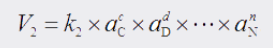 V₂ = k₂ × a_C^c × a_D^d × ⋯ × a_N^n